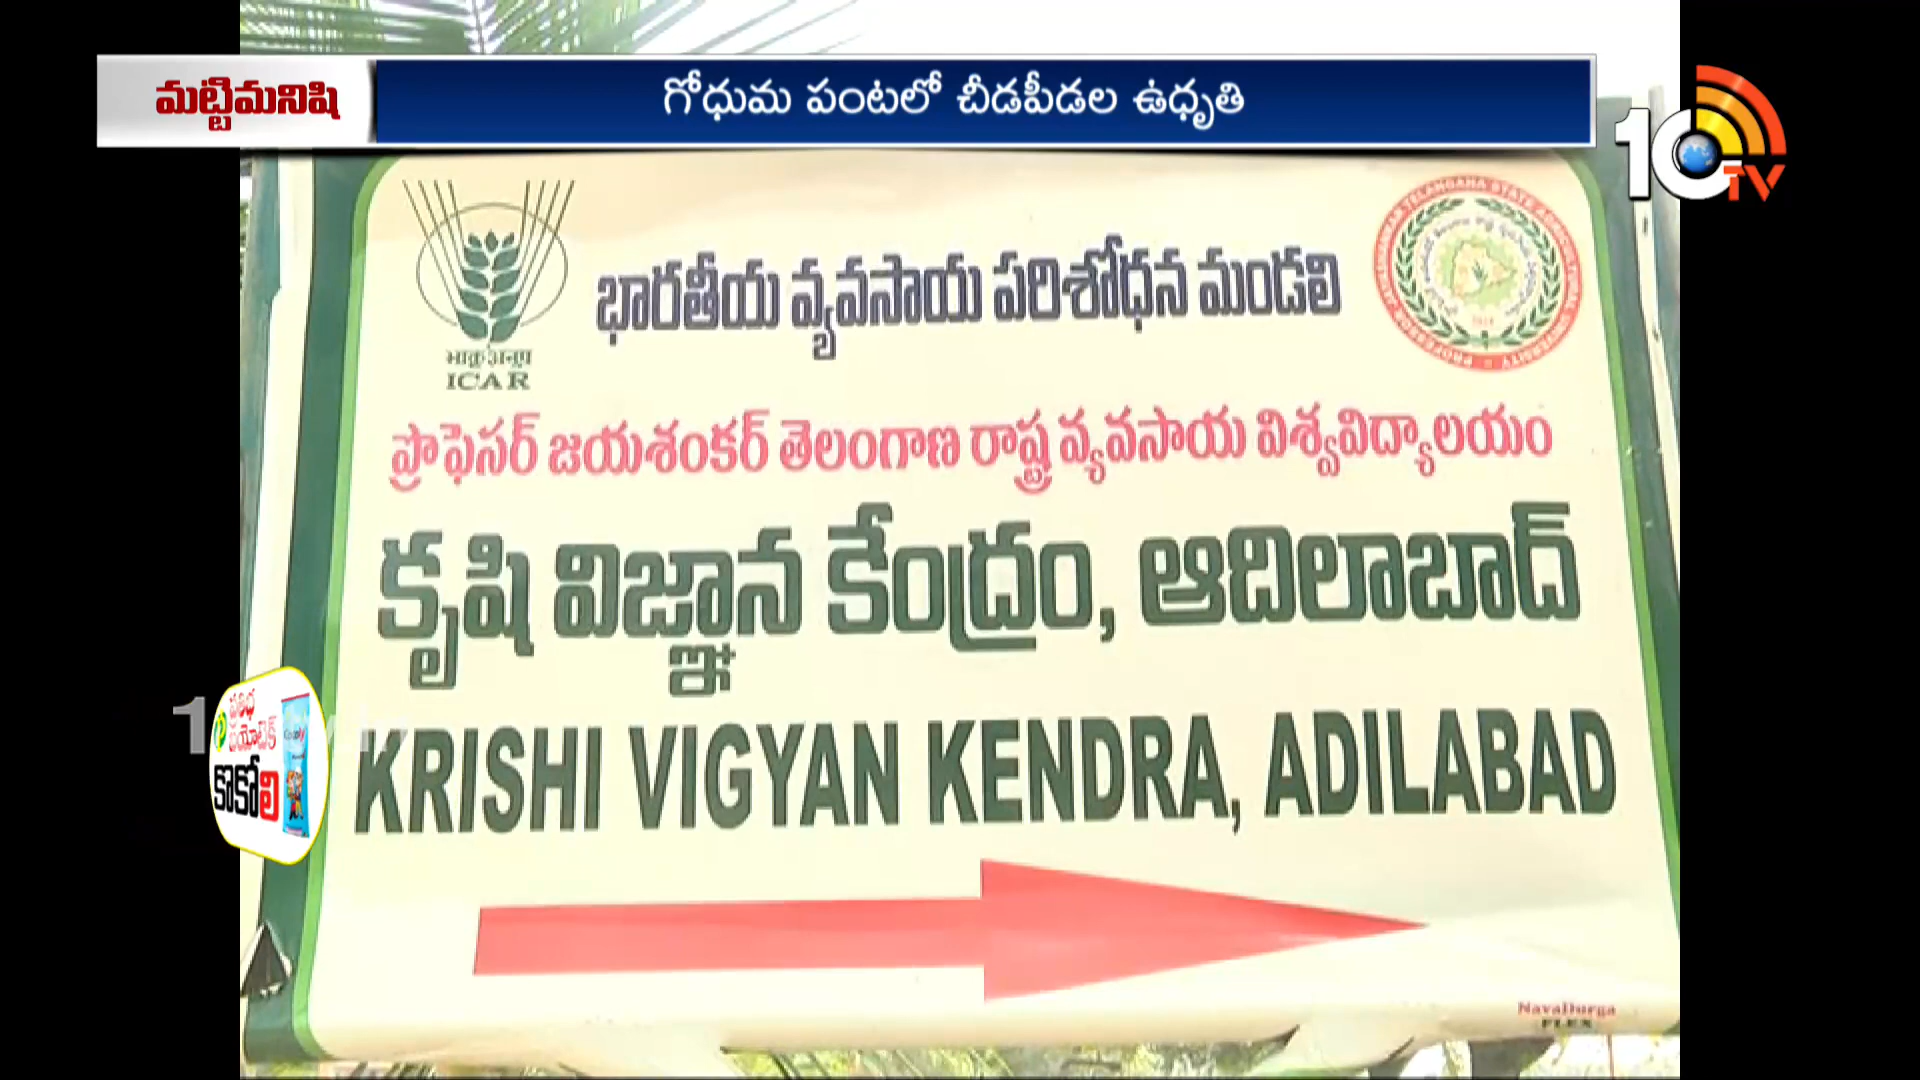 మట్టిమనిషి
గోధుమ పంటలో చీడపీడల ఉధృతి
10TV
भाकृअनुप
ICAR
భారతీయ వ్యవసాయ పరిశోధన మండలి
ప్రొఫెసర్ జయశంకర్ తెలంగాణ రాష్ట్ర వ్యవసాయ విశ్వవిద్యాలయం
కృషి విజ్ఞాన కేంద్రం, ఆదిలాబాద్
KRISHI VIGYAN KENDRA, ADILABAD
కొకోలి
NavaDurga
FLEX